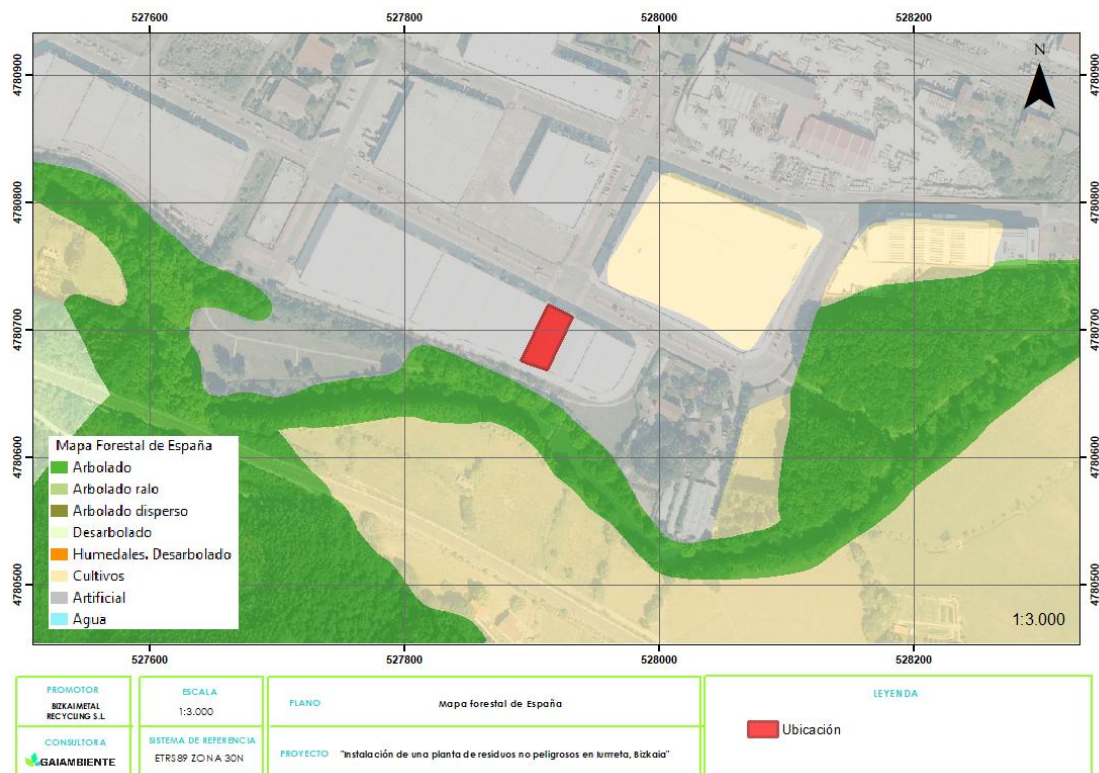 527600 527800 528000 528200
4780900 4780900
4780800 4780800
4780700 4780700
4780600 4780600
4780500 4780500
N
Mapa Forestal de España
Arbolado
Arbolado ralo
Arbolado disperso
Desarbolado
Humedales. Desarbolado
Cultivos
Artificial
Agua
1:3.000
527600 527800 528000 528200
PROMOTOR
BIZKAIMETAL
RECYCLING S.L
CONSULTORA
GAIAMBIENTE
ESCALA
1:3.000
SISTEMA DE REFERENCIA
ETRS89 ZONA 30N
PLANO Mapa forestal de España
PROYECTO "Instalación de una planta de residuos no peligrosos en Iurrreta, Bizkaia"
LEYENDA
Ubicación